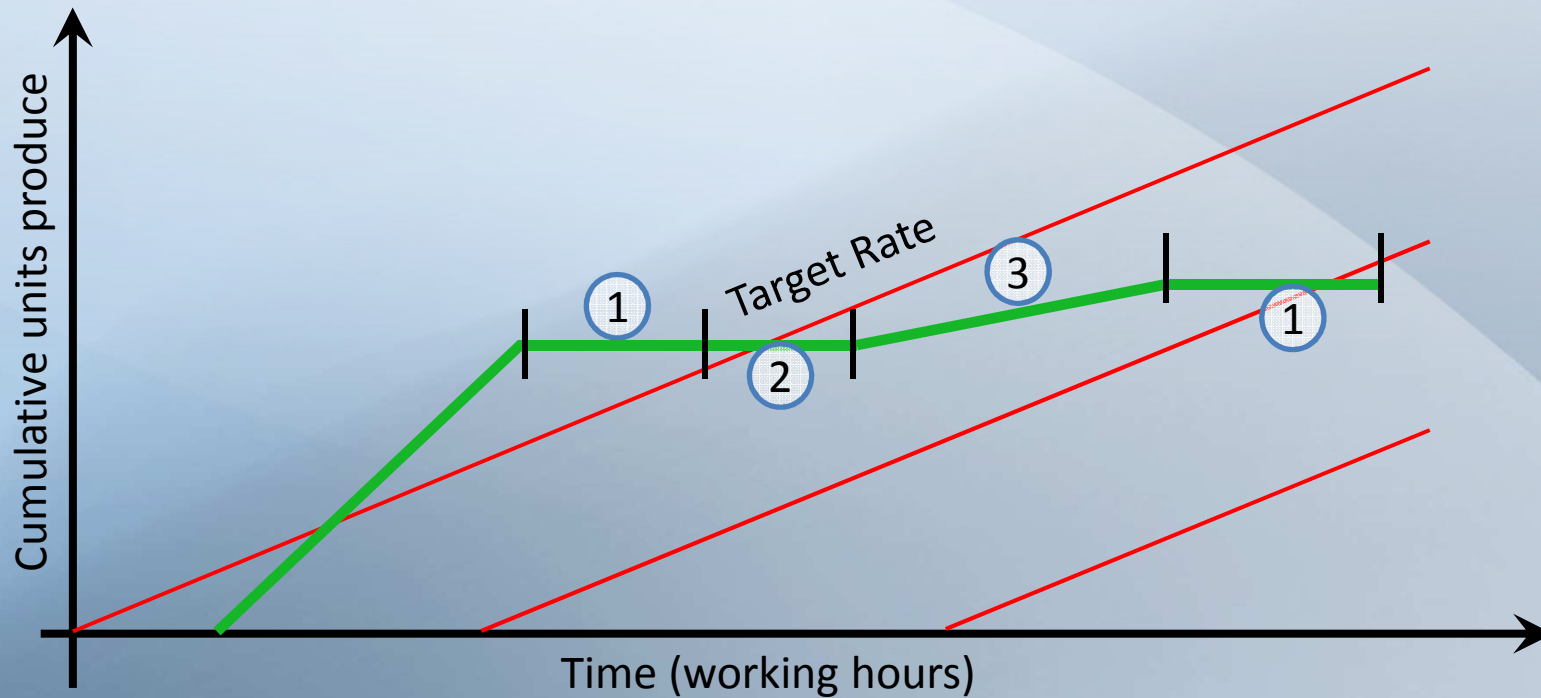 Cumulative units produce
1
2
Target Rate
3
1
Time (working hours)